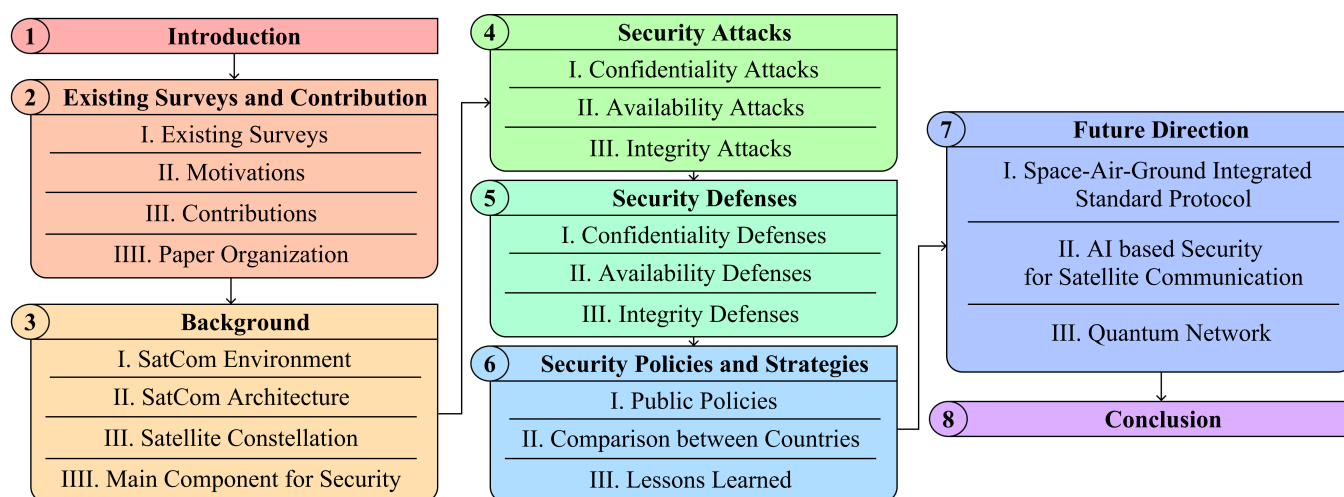 1 Introduction
2 Existing Surveys and Contribution
I. Existing Surveys
II. Motivations
III. Contributions
IIII. Paper Organization
3 Background
I. SatCom Environment
II. SatCom Architecture
III. Satellite Constellation
IIII. Main Component for Security
4 Security Attacks
I. Confidentiality Attacks
II. Availability Attacks
III. Integrity Attacks
5 Security Defenses
I. Confidentiality Defenses
II. Availability Defenses
III. Integrity Defenses
6 Security Policies and Strategies
I. Public Policies
II. Comparison between Countries
III. Lessons Learned
7 Future Direction
I. Space-Air-Ground Integrated
Standard Protocol
II. AI based Security
for Satellite Communication
III. Quantum Network
8 Conclusion